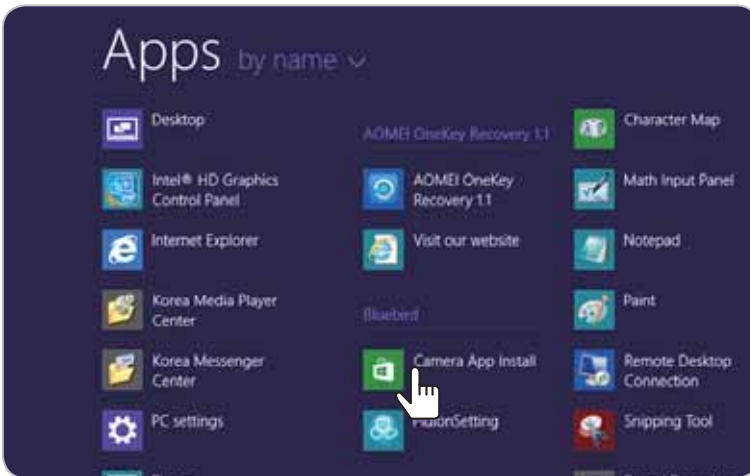 Apps by name
Desktop
Intel® HD Graphics
Control Panel
Internet Explorer
Korea Media Player
Center
Korea Messenger
Center
PC settings
AOMEI OneKey Recovery 1.1
AOMEI OneKey
Recovery 1.1
Visit our website
Bluebird
Camera App Install
Character Map
Math Input Panel
Notepad
Paint
Remote Desktop
Connection
Snipping Tool